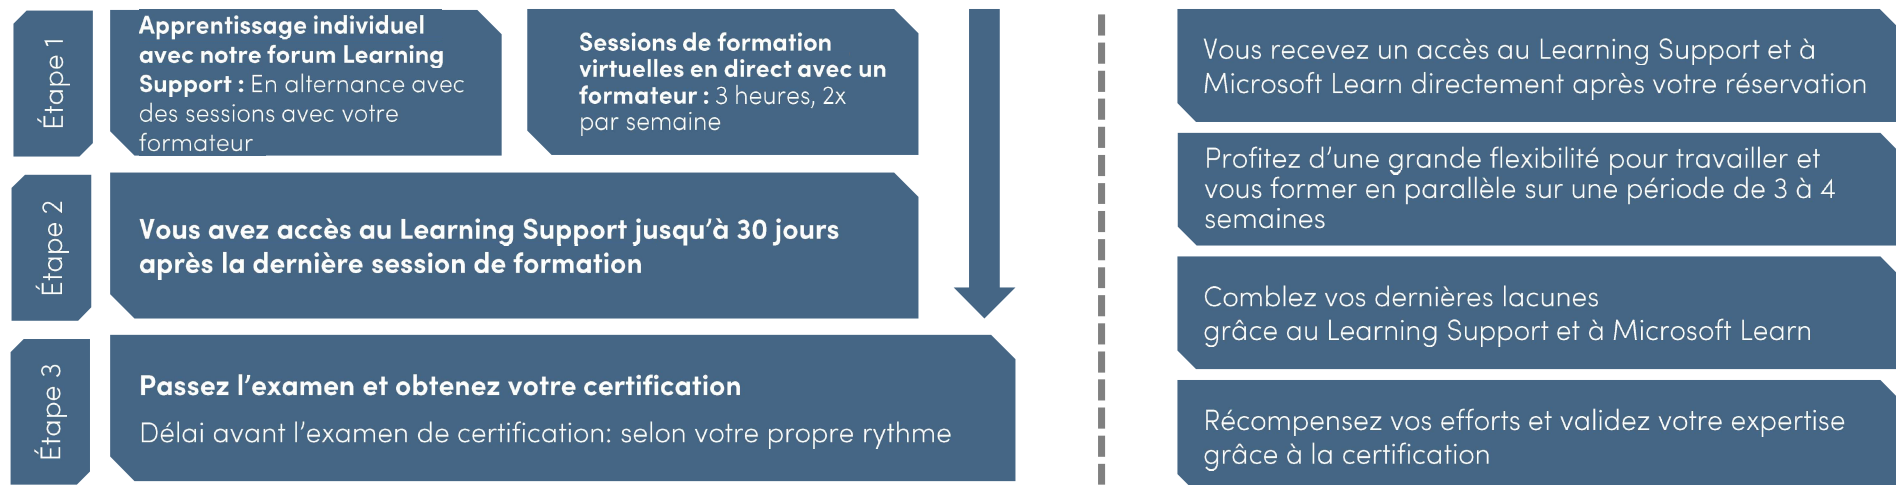 Étape 1
Apprentissage individuel
avec notre forum Learning
Support : En alternance avec
des sessions avec votre
formateur
Sessions de formation
virtuelles en direct avec un
formateur : 3 heures, 2x
par semaine
Étape 2
Vous avez accès au Learning Support jusqu’à 30 jours
après la dernière session de formation
Étape 3
Passez l’examen et obtenez votre certification
Délai avant l’examen de certification: selon votre propre rythme
Vous recevez un accès au Learning Support et à
Microsoft Learn directement après votre réservation
Profitez d’une grande flexibilité pour travailler et
vous former en parallèle sur une période de 3 à 4
semaines
Comblez vos dernières lacunes
grâce au Learning Support et à Microsoft Learn
Récompensez vos efforts et validez votre expertise
grâce à la certification